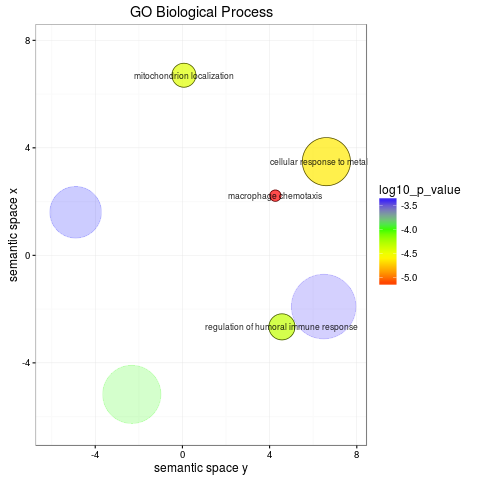 GO Biological Process
8
mitochondrion localization
4
cellular response to metal
log10_p_value
macrophage chemotaxis
-3.5
-4.0
-4.5
-5.0
semantic space x
0
regulation of humoral immune response
-4
-4
0
4
8
semantic space y